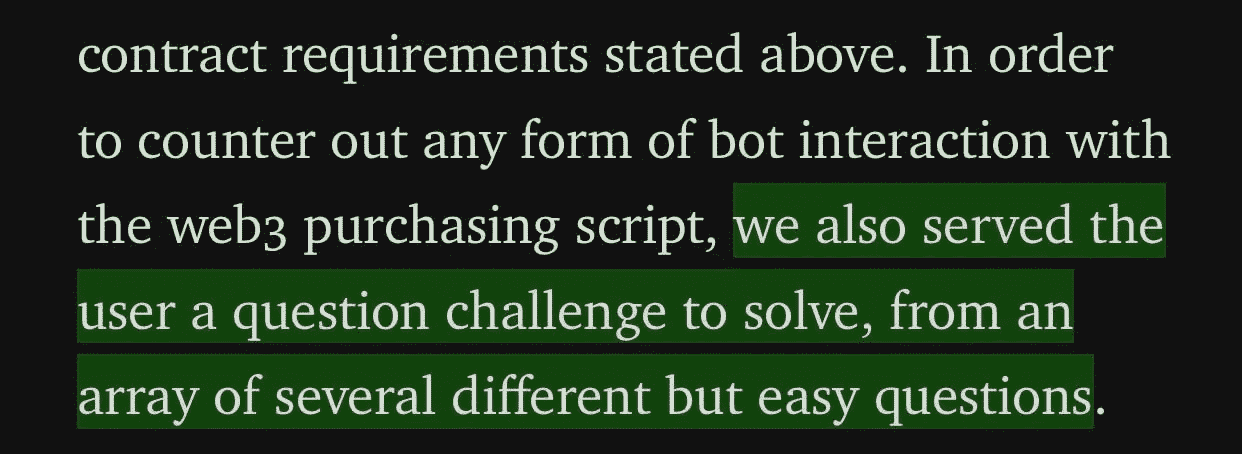 contract requirements stated above. In order
to counter out any form of bot interaction with
the web3 purchasing script, we also served the
user a question challenge to solve, from an
array of several different but easy questions.